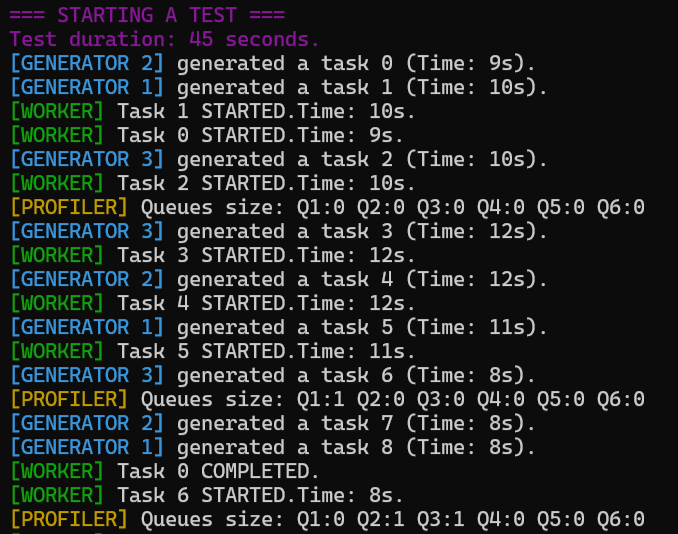 === STARTING A TEST ===
Test duration: 45 seconds.
[GENERATOR 2] generated a task 0 (Time: 9s).
[GENERATOR 1] generated a task 1 (Time: 10s).
[WORKER] Task 1 STARTED.Time: 10s.
[WORKER] Task 0 STARTED.Time: 9s.
[GENERATOR 3] generated a task 2 (Time: 10s).
[WORKER] Task 2 STARTED.Time: 10s.
[PROFILER] Queues size: Q1:0 Q2:0 Q3:0 Q4:0 Q5:0 Q6:0
[GENERATOR 3] generated a task 3 (Time: 12s).
[WORKER] Task 3 STARTED.Time: 12s.
[GENERATOR 2] generated a task 4 (Time: 12s).
[WORKER] Task 4 STARTED.Time: 12s.
[GENERATOR 1] generated a task 5 (Time: 11s).
[WORKER] Task 5 STARTED.Time: 11s.
[GENERATOR 3] generated a task 6 (Time: 8s).
[PROFILER] Queues size: Q1:1 Q2:0 Q3:0 Q4:0 Q5:0 Q6:0
[GENERATOR 2] generated a task 7 (Time: 8s).
[GENERATOR 1] generated a task 8 (Time: 8s).
[WORKER] Task 0 COMPLETED.
[WORKER] Task 6 STARTED.Time: 8s.
[PROFILER] Queues size: Q1:0 Q2:1 Q3:1 Q4:0 Q5:0 Q6:0